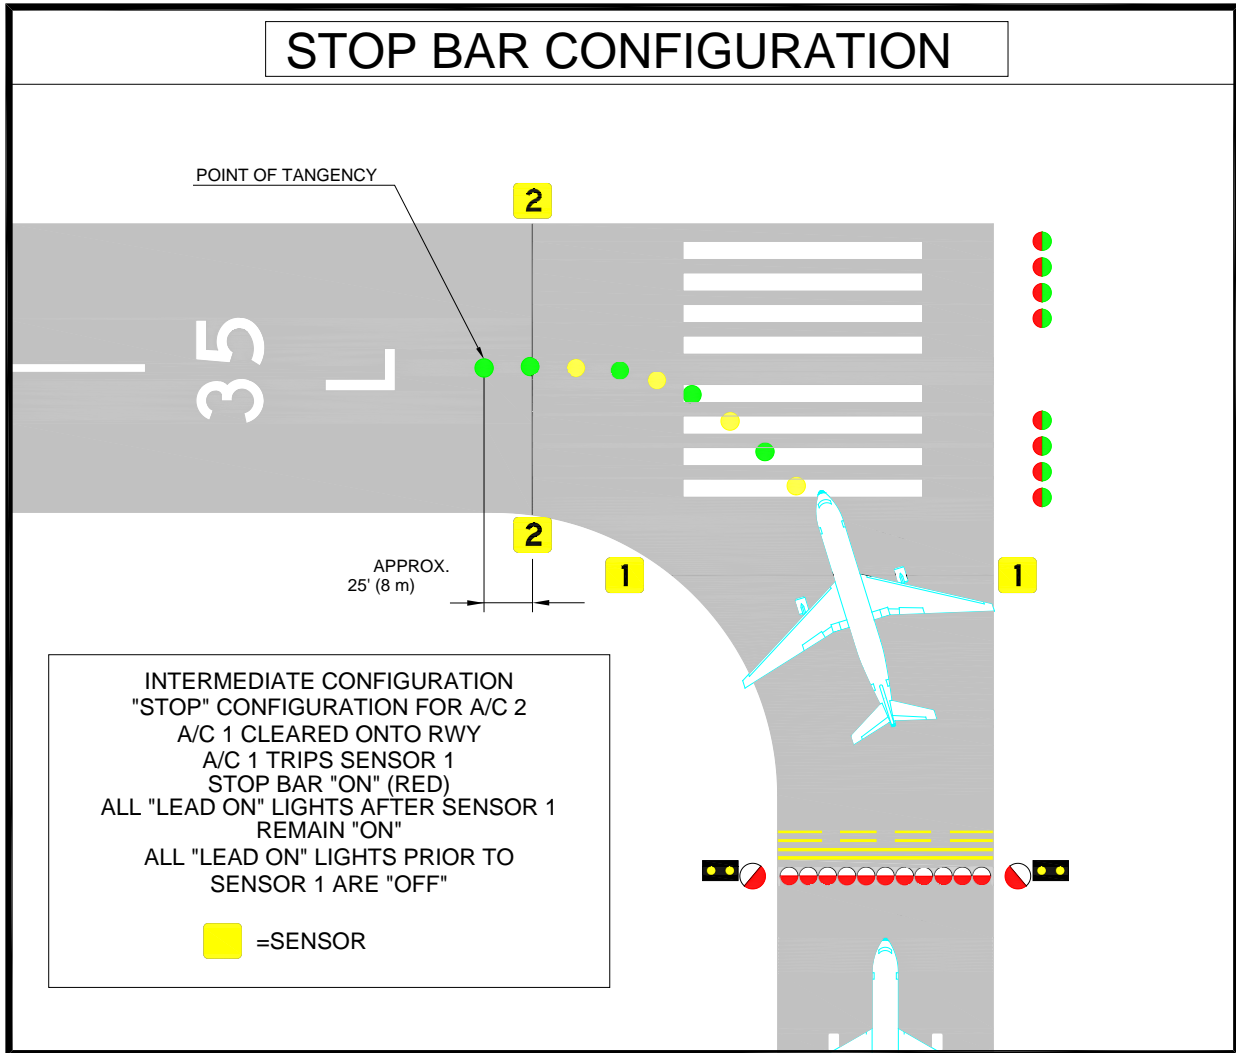 STOP BAR CONFIGURATION
POINT OF TANGENCY
2
35
L
2
APPROX.
25' (8 m)
1
1
INTERMEDIATE CONFIGURATION
"STOP" CONFIGURATION FOR A/C 2
A/C 1 CLEARED ONTO RWY
A/C 1 TRIPS SENSOR 1
STOP BAR "ON" (RED)
ALL "LEAD ON" LIGHTS AFTER SENSOR 1
REMAIN "ON"
ALL "LEAD ON" LIGHTS PRIOR TO
SENSOR 1 ARE "OFF"
=SENSOR